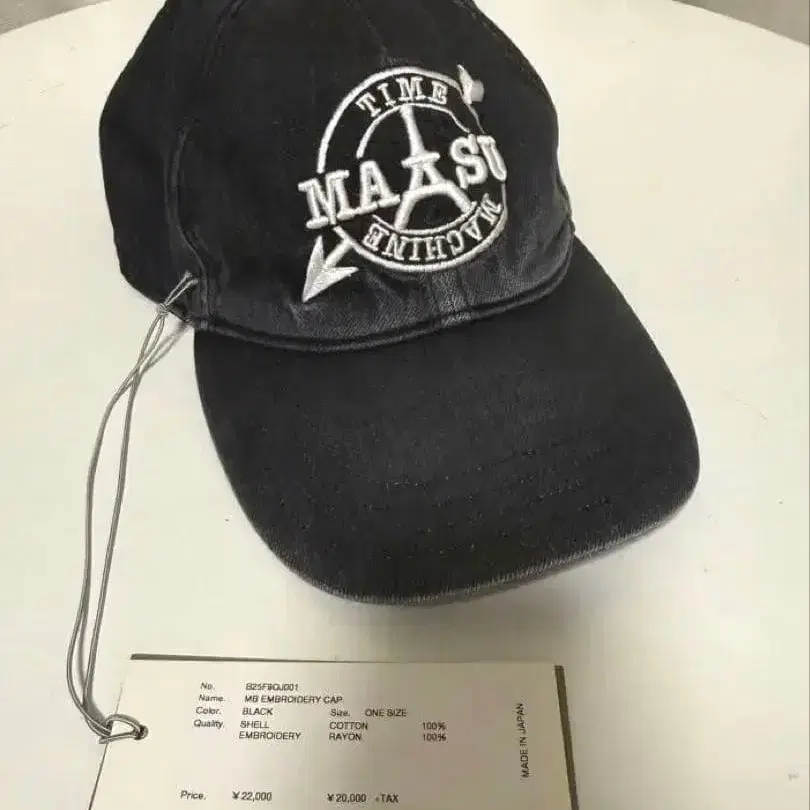 TIME
MAASU
MACHINE
No. B25F9OJ001
Name. MB EMBROIDERY CAP
Color. BLACK Size. ONE SIZE
Quality. SHELL COTTON 100%
EMBROIDERY RAYON 100%
Price. ¥22,000 ¥20,000 +TAX
MADE IN JAPAN